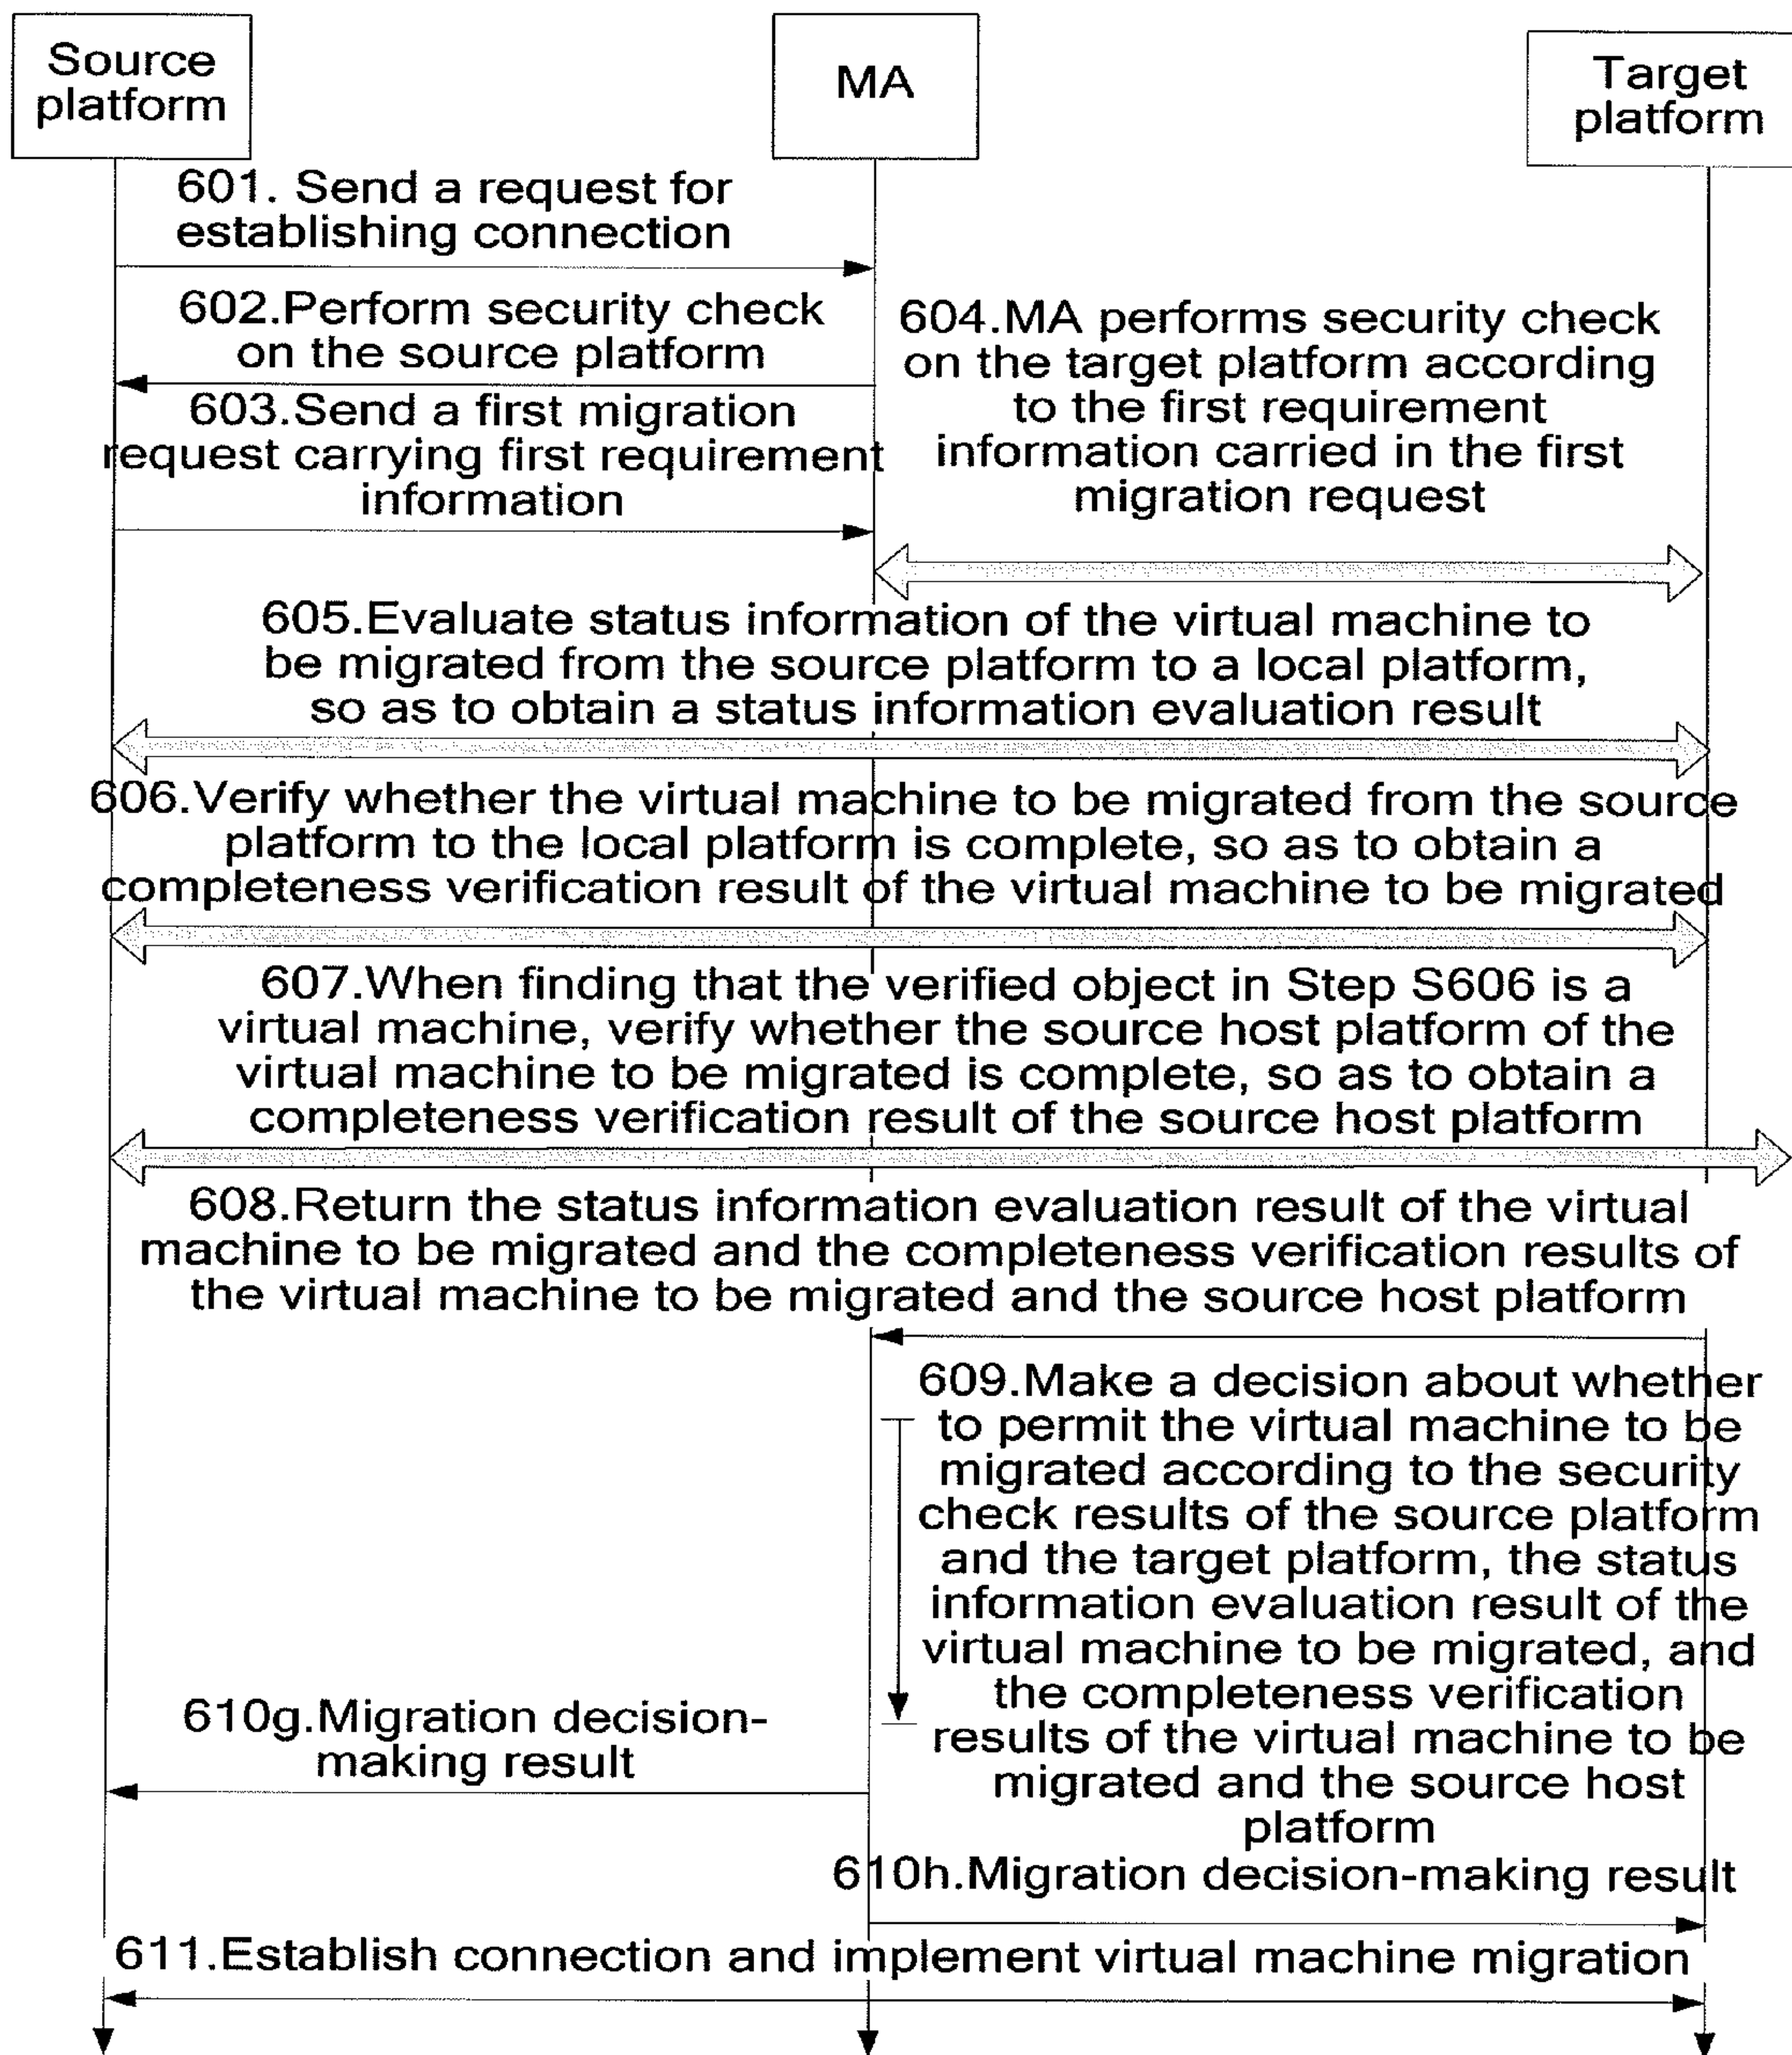 Source
platform
MA
Target
platform
601. Send a request for
establishing connection
602.Perform security check
on the source platform
603.Send a first migration
request carrying first requirement
information
604.MA performs security check
on the target platform according
to the first requirement
information carried in the first
migration request
605.Evaluate status information of the virtual machine to
be migrated from the source platform to a local platform,
so as to obtain a status information evaluation result
606.Verify whether the virtual machine to be migrated from the source
platform to the local platform is complete, so as to obtain a
completeness verification result of the virtual machine to be migrated
607.When finding that the verified object in Step S606 is a
virtual machine, verify whether the source host platform of the
virtual machine to be migrated is complete, so as to obtain a
completeness verification result of the source host platform
608.Return the status information evaluation result of the virtual
machine to be migrated and the completeness verification results of
the virtual machine to be migrated and the source host platform
609.Make a decision about whether
to permit the virtual machine to be
migrated according to the security
check results of the source platform
and the target platform, the status
information evaluation result of the
virtual machine to be migrated, and
the completeness verification
results of the virtual machine to be
migrated and the source host
platform
610g.Migration decision-
making result
610h.Migration decision-making result
611.Establish connection and implement virtual machine migration